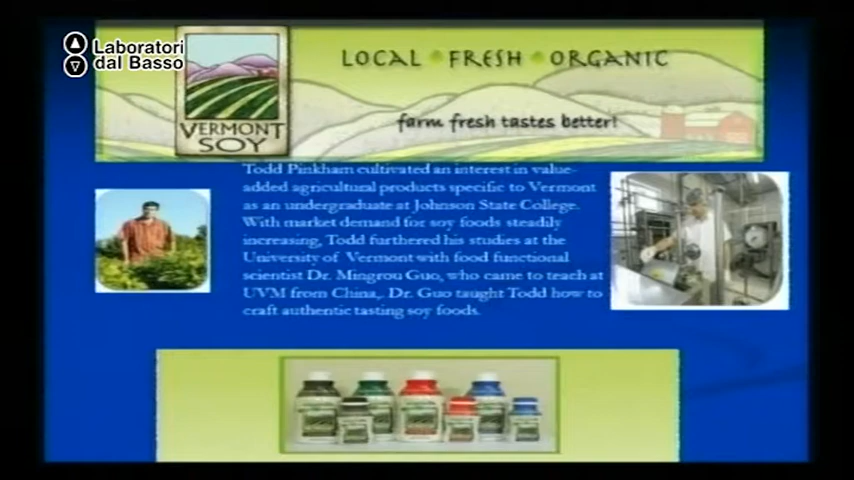 Laboratori
dal Basso
LOCAL • FRESH • ORGANIC
farm fresh tastes better!
VERMONT
SOY
Todd Pinkham cultivated an interest in value-
added agricultural products specific to Vermont
as an undergraduate at Johnson State College.
With market demand for soy foods steadily
increasing, Todd furthered his studies at the
University of Vermont with food functional
scientist Dr. Mingrou Guo, who came to teach at
UVM from China,. Dr. Guo taught Todd how to
craft authentic tasting soy foods.